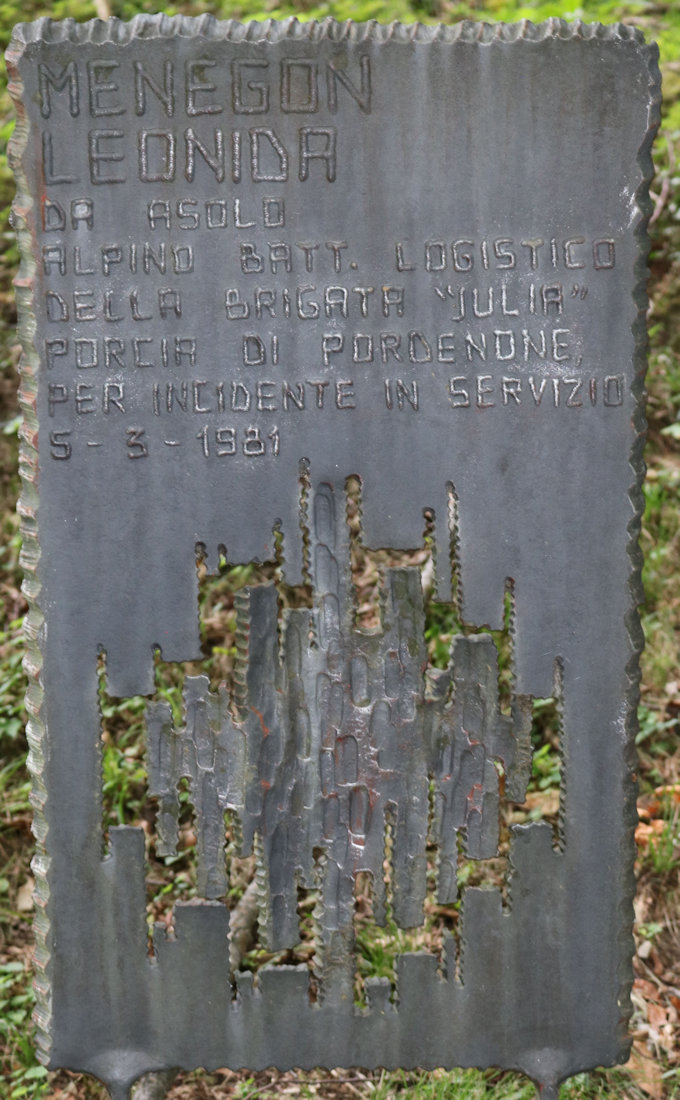 MENEGON
LEONIDA
DA ASOLO
ALPINO BATT. LOGISTICO
DELLA BRIGATA "JULIA"
PORCIA DI PORDENONE,
PER INCIDENTE IN SERVIZIO
5-3-1981